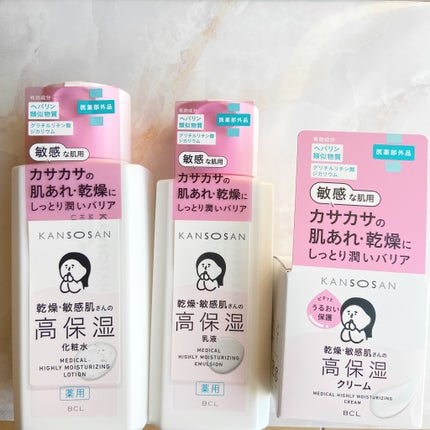 有効成分
ヘパリン
類似物質
グリチルリチン酸
ジカリウム
医薬部外品
敏感な肌用
カサカサの
肌あれ・乾燥に
しっとり潤いバリア
KANSOSAN
乾燥・敏感肌さんの
高保湿
化粧水
MEDICAL
HIGHLY MOISTURIZING
LOTION
薬用
BCL
有効成分
ヘパリン
類似物質
グリチルリチン酸
ジカリウム
医薬部外品
敏感な肌用
カサカサの
肌あれ・乾燥に
しっとり潤いバリア
KANSOSAN
乾燥・敏感肌さんの
高保湿
乳液
MEDICAL
HIGHLY MOISTURIZING
EMULSION
薬用
BCL
有効成分
ヘパリン
類似物質
グリチルリチン酸
ジカリウム
医薬部外品
敏感な肌用
カサカサの
肌あれ・乾燥に
しっとり潤いバリア
KANSOSAN
ピタッと
うるおい
保護
乾燥・敏感肌さんの
高保湿
クリーム
MEDICAL HIGHLY MOISTURIZING
CREAM
BCL